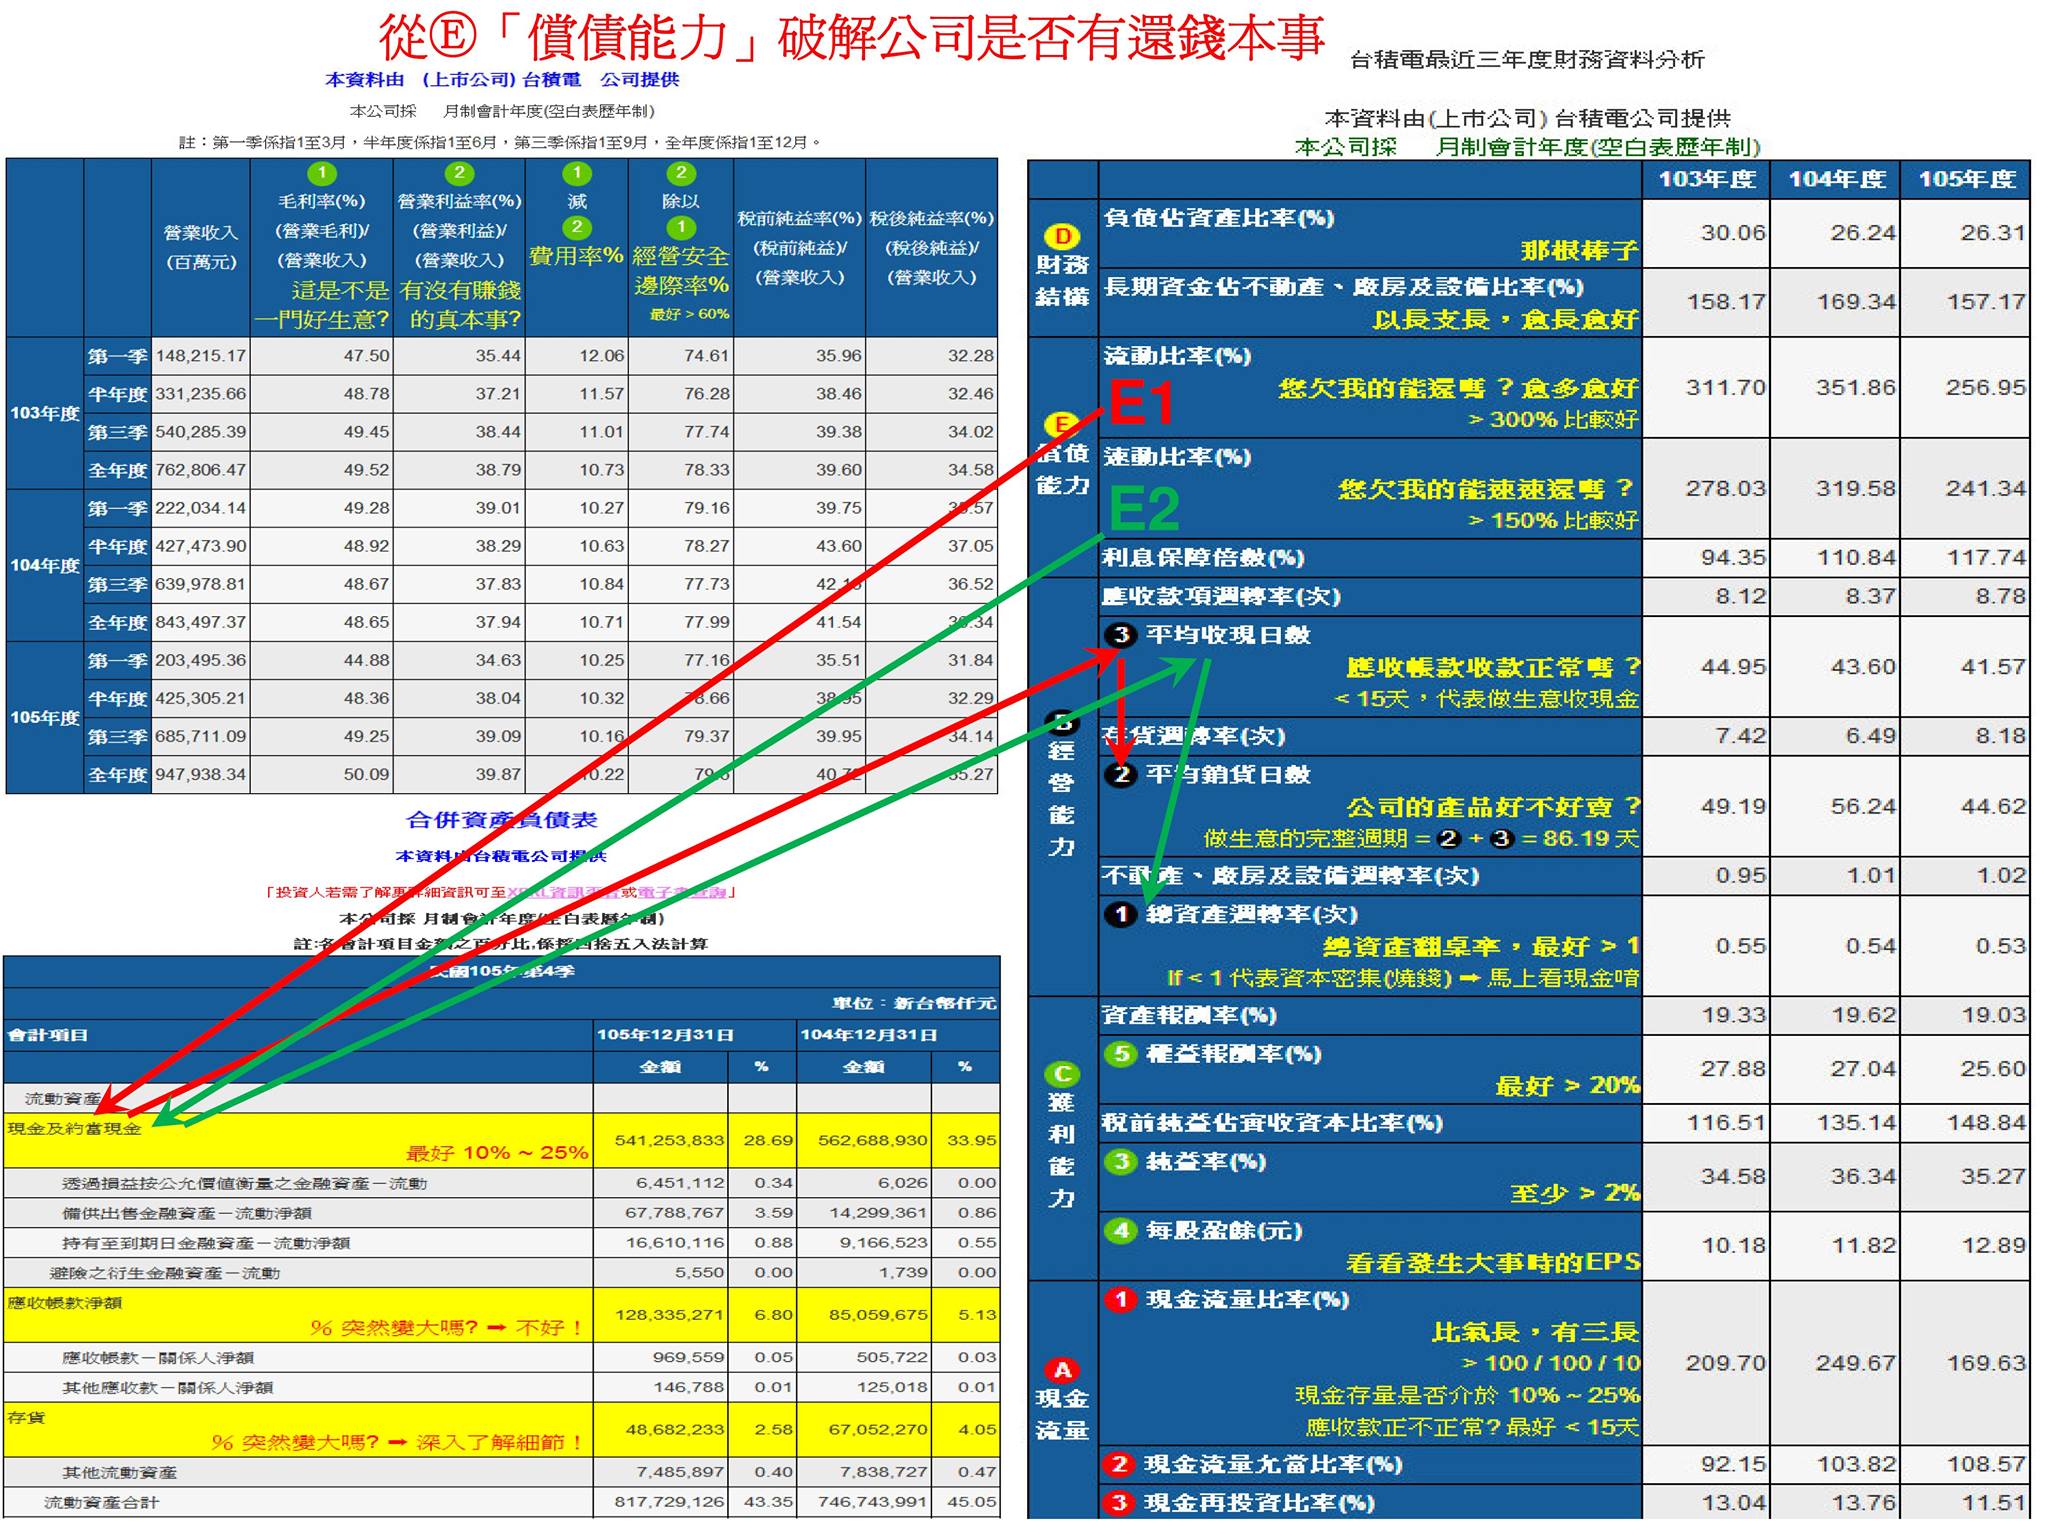 從Ⓔ「償債能力」破解公司是否有還錢本事
本資料由 (上市公司) 台積電 公司提供
本公司採 月制會計年度(空白表歷年制)
註：第一季係指1至3月，半年度係指1至6月，第三季係指1至9月，全年度係指1至12月。
營業收入
(百萬元)
1
毛利率(%)
(營業毛利)/
(營業收入)
這是不是
一門好生意?
2
營業利益率(%)
(營業利益)/
(營業收入)
有沒有賺錢
的真本事?
1
減
2
費用率%
2
除以
1
經營安全
邊際率%
最好 > 60%
稅前純益率(%)
(稅前純益)/
(營業收入)
稅後純益率(%)
(稅後純益)/
(營業收入)
103年度
第一季 148,215.17 47.50 35.44 12.06 74.61 35.96 32.28
半年度 331,235.66 48.78 37.21 11.57 76.28 38.46 32.46
第三季 540,285.39 49.45 38.44 11.01 77.74 39.38 34.02
全年度 762,806.47 49.52 38.79 10.73 78.33 39.60 34.58
104年度
第一季 222,034.14 49.28 39.01 10.27 79.16 39.75
半年度 427,473.90 48.92 38.29 10.63 78.27 43.60 37.05
第三季 639,978.81 48.67 37.83 10.84 77.73 36.52
全年度 843,497.37 48.65 37.94 10.71 77.99 41.54
105年度
第一季 203,495.36 44.88 34.63 10.25 77.16 35.51 31.84
半年度 425,305.21 48.36 38.04 10.32 78.66 38.95 32.29
第三季 685,711.09 49.25 39.09 10.16 79.37 39.95 34.14
全年度 947,938.34 50.09 39.87 10.22 35.27
合併資產負債表
本資料由台積電公司提供
「投資人若需了解更詳細資訊可至XBRL資訊平台或電子書查詢」
本公司採 月制會計年度(空白表曆年制)
註:各會計項目金額之百分比,係採四捨五入法計算
民國105年第4季
單位：新台幣仟元
會計項目 105年12月31日 104年12月31日
金額 % 金額 %
流動資產
現金及約當現金
最好 10% ~ 25%
541,253,833 28.69 562,688,930 33.95
透過損益按公允價值衡量之金融資產－流動 6,451,112 0.34 6,026 0.00
備供出售金融資產－流動淨額 67,788,767 3.59 14,299,361 0.86
持有至到期日金融資產－流動淨額 16,610,116 0.88 9,166,523 0.55
避險之衍生金融資產－流動 5,550 0.00 1,739 0.00
應收帳款淨額
% 突然變大嗎? ➡ 不好！
128,335,271 6.80 85,059,675 5.13
應收帳款－關係人淨額 969,559 0.05 505,722 0.03
其他應收款－關係人淨額 146,788 0.01 125,018 0.01
存貨
% 突然變大嗎? ➡ 深入了解細節！
48,682,233 2.58 67,052,270 4.05
其他流動資產 7,485,897 0.40 7,838,727 0.47
流動資產合計 817,729,126 43.35 746,743,991 45.05
台積電最近三年度財務資料分析
本資料由(上市公司) 台積電公司提供
本公司採 月制會計年度(空白表歷年制)
103年度 104年度 105年度
D
財務
結構
負債佔資產比率(%)
那根棒子
30.06 26.24 26.31
長期資金佔不動產、廠房及設備比率(%)
以長支長，愈長愈好
158.17 169.34 157.17
E
償債
能力
流動比率(%)
E1
您欠我的能還嗎？愈多愈好
> 300% 比較好
311.70 351.86 256.95
速動比率(%)
E2
您欠我的能速速還嗎？
> 150% 比較好
278.03 319.58 241.34
利息保障倍數(%) 94.35 110.84 117.74
B
經
營
能
力
應收款項週轉率(次) 8.12 8.37 8.78
3 平均收現日數
應收帳款收款正常嗎？
< 15天，代表做生意收現金
44.95 43.60 41.57
存貨週轉率(次) 7.42 6.49 8.18
2 平均銷貨日數
公司的產品好不好賣？
做生意的完整週期 = 2 + 3 = 86.19 天
49.19 56.24 44.62
不動產、廠房及設備週轉率(次) 0.95 1.01 1.02
1 總資產週轉率(次)
總資產翻桌率，最好 > 1
If < 1 代表資本密集(燒錢) ➡ 馬上看現金唷
0.55 0.54 0.53
C
獲
利
能
力
資產報酬率(%) 19.33 19.62 19.03
5 權益報酬率(%)
最好 > 20%
27.88 27.04 25.60
稅前純益佔實收資本比率(%) 116.51 135.14 148.84
3 純益率(%)
至少 > 2%
34.58 36.34 35.27
4 每股盈餘(元)
看看發生大事時的EPS
10.18 11.82 12.89
A
現金
流量
1 現金流量比率(%)
比氣長，有三長
> 100 / 100 / 10
現金存量是否介於 10% ~ 25%
應收款正不正常? 最好 < 15天
209.70 249.67 169.63
2 現金流量允當比率(%) 92.15 103.82 108.57
3 現金再投資比率(%) 13.04 13.76 11.51